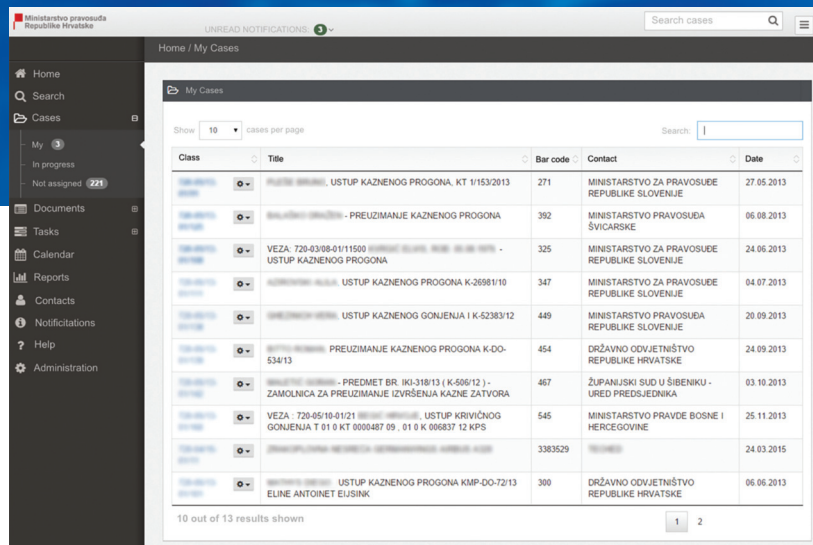 Ministarstvo pravosuđa
Republike Hrvatske
UNREAD NOTIFICATIONS: 3
Search cases
Home / My Cases
Home
Search
Cases
My 3
In progress
Not assigned 221
Documents
Tasks
Calendar
Reports
Contacts
Notificitations
Help
Administration
My Cases
Show 10 cases per page
Search:
Class Title Bar code Contact Date
, USTUP KAZNENOG PROGONA, KT 1/153/2013 271 MINISTARSTVO ZA PRAVOSUĐE 27.05.2013
REPUBLIKE SLOVENIJE
- PREUZIMANJE KAZNENOG PROGONA 392 MINISTARSTVO PRAVOSUĐA 06.08.2013
ŠVICARSKE
VEZA: 720-03/08-01/11500 - 325 MINISTARSTVO ZA PRAVOSUĐE 24.06.2013
USTUP KAZNENOG PROGONA REPUBLIKE SLOVENIJE
, USTUP KAZNENOG PROGONA K-26981/10 347 MINISTARSTVO ZA PRAVOSUĐE 04.07.2013
REPUBLIKE SLOVENIJE
, USTUP KAZNENOG GONJENJA I K-52383/12 449 MINISTARSTVO PRAVOSUĐA 20.09.2013
REPUBLIKE SLOVENIJE
PREUZIMANJE KAZNENOG PROGONA K-DO- 454 DRŽAVNO ODVJETNIŠTVO 24.09.2013
534/13 REPUBLIKE HRVATSKE
- PREDMET BR. IKI-318/13 ( K-506/12 ) - 467 ŽUPANIJSKI SUD U ŠIBENIKU - 03.10.2013
ZAMOLNICA ZA PREUZIMANJE IZVRŠENJA KAZNE ZATVORA URED PREDSJEDNIKA
VEZA : 720-05/10-01/21 , USTUP KRIVIČNOG 545 MINISTARSTVO PRAVDE BOSNE I 25.11.2013
GONJENJA T 01 0 KT 0000487 09 , 01 0 K 006837 12 KPS HERCEGOVINE
3383529 24.03.2015
USTUP KAZNENOG PROGONA KMP-DO-72/13 300 DRŽAVNO ODVJETNIŠTVO 06.06.2013
ELINE ANTOINET EIJSINK REPUBLIKE HRVATSKE
10 out of 13 results shown
1 2